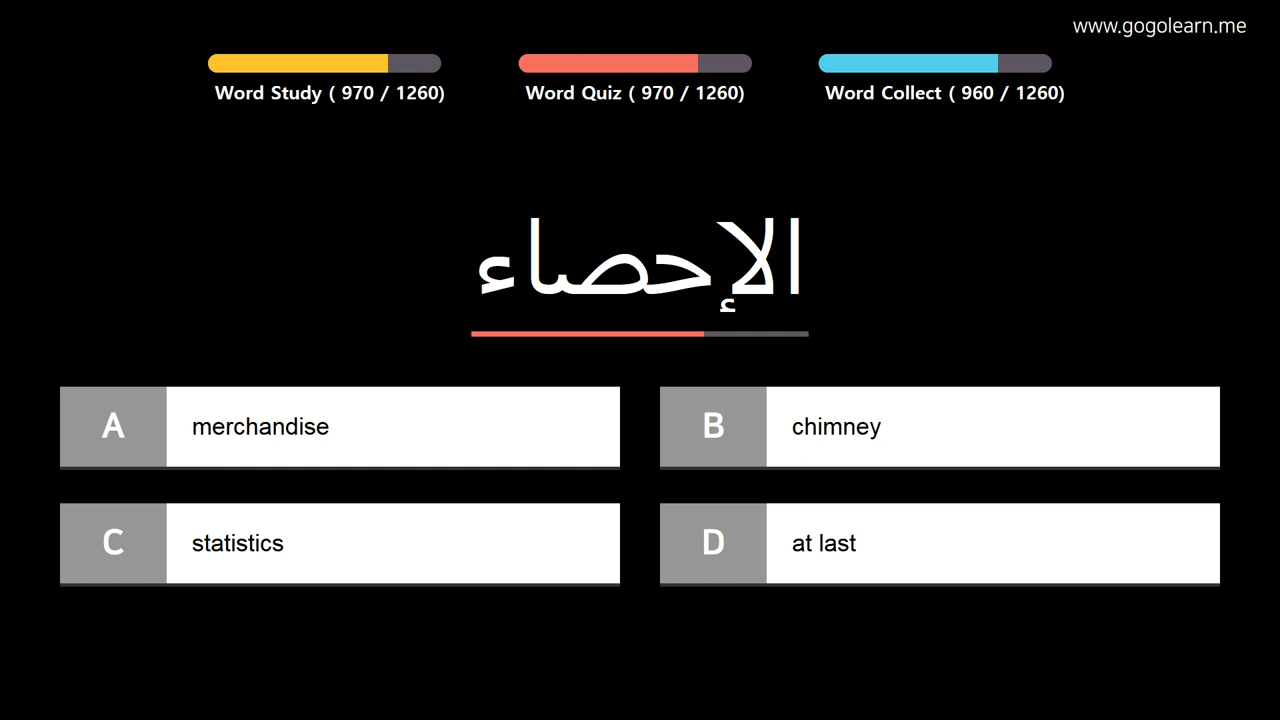 www.gogolearn.me
Word Study ( 970 / 1260)
Word Quiz ( 970 / 1260)
Word Collect ( 960 / 1260)
الإحصاء
A merchandise
B chimney
C statistics
D at last